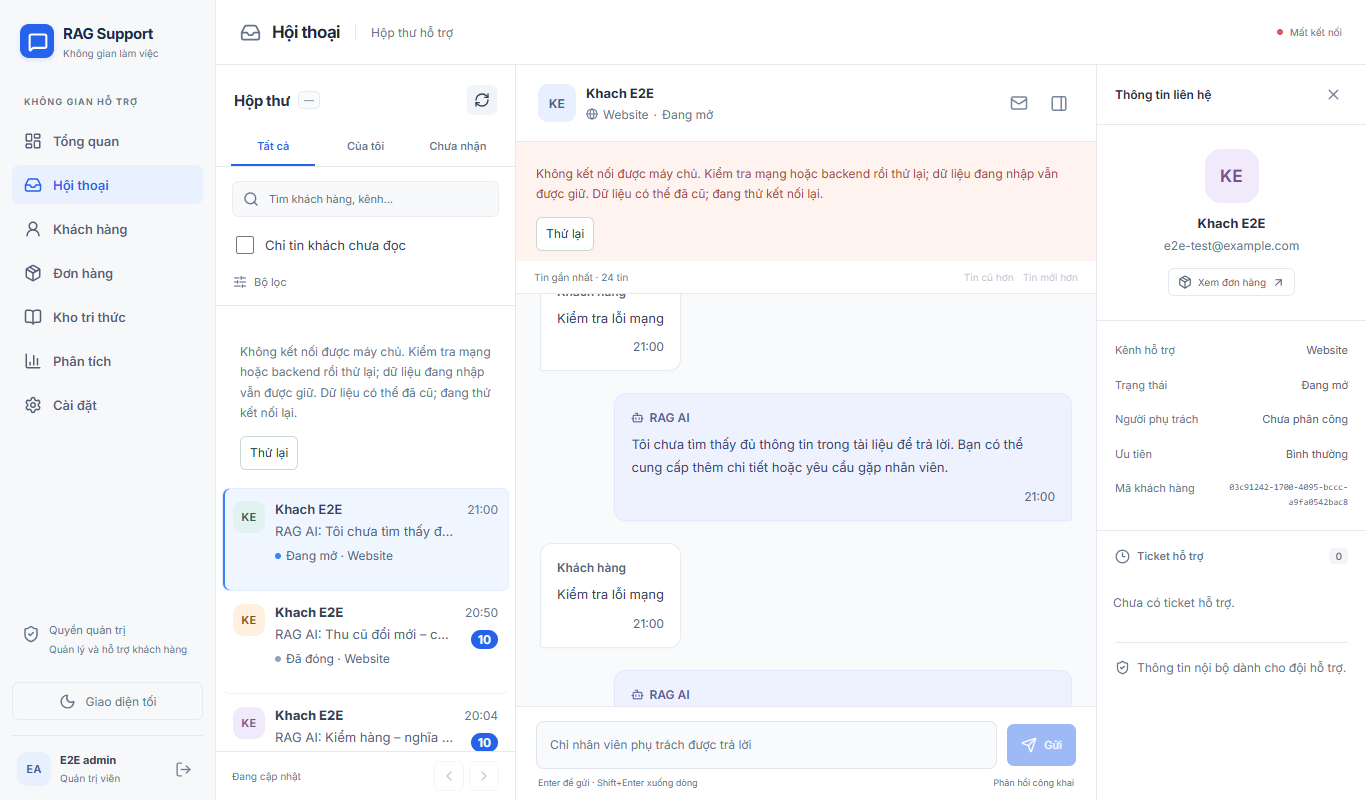 RAG Support
Không gian làm việc
KHÔNG GIAN HỖ TRỢ
Tổng quan
Hội thoại
Khách hàng
Đơn hàng
Kho tri thức
Phân tích
Cài đặt
Quyền quản trị
Quản lý và hỗ trợ khách hàng
Giao diện tối
EA
E2E admin
Quản trị viên
Hội thoại
Hộp thư hỗ trợ
Mất kết nối
Hộp thư —
Tất cả
Của tôi
Chưa nhận
Tìm khách hàng, kênh...
Chỉ tin khách chưa đọc
Bộ lọc
Không kết nối được máy chủ. Kiểm tra mạng
hoặc backend rồi thử lại; dữ liệu đang nhập
vẫn được giữ. Dữ liệu có thể đã cũ; đang thử
kết nối lại.
Thử lại
KE
Khach E2E 21:00
RAG AI: Tôi chưa tìm thấy đ...
Đang mở · Website
KE
Khach E2E 20:50
RAG AI: Thu cũ đổi mới – c... 10
Đã đóng · Website
KE
Khach E2E 20:04
RAG AI: Kiểm hàng – nghĩa ... 10
Đang cập nhật
KE
Khach E2E
Website · Đang mở
Không kết nối được máy chủ. Kiểm tra mạng hoặc backend rồi thử lại; dữ liệu đang nhập vẫn
được giữ. Dữ liệu có thể đã cũ; đang thử kết nối lại.
Thử lại
Tin gần nhất · 24 tin
Tin cũ hơn
Tin mới hơn
Khách hàng
Kiểm tra lỗi mạng
21:00
RAG AI
Tôi chưa tìm thấy đủ thông tin trong tài liệu để trả lời. Bạn có thể
cung cấp thêm chi tiết hoặc yêu cầu gặp nhân viên.
21:00
Khách hàng
Kiểm tra lỗi mạng
21:00
RAG AI
Chỉ nhân viên phụ trách được trả lời
Gửi
Enter để gửi · Shift+Enter xuống dòng
Phản hồi công khai
Thông tin liên hệ
KE
Khach E2E
e2e-test@example.com
Xem đơn hàng
Kênh hỗ trợ Website
Trạng thái Đang mở
Người phụ trách Chưa phân công
Ưu tiên Bình thường
Mã khách hàng 03c91242-1700-4095-bccc-
a9fa0542bac8
Ticket hỗ trợ 0
Chưa có ticket hỗ trợ.
Thông tin nội bộ dành cho đội hỗ trợ.